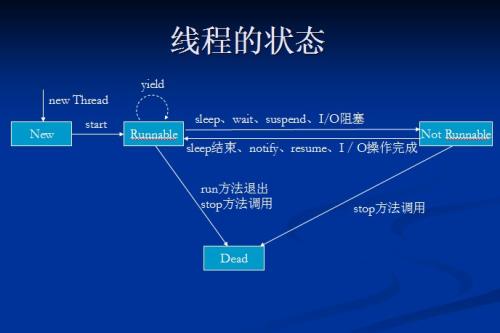 线程的状态
yield
new Thread
start
sleep、wait、suspend、I/O阻塞
New
Runnable
Not Runnable
sleep结束、notify、resume、I／O操作完成
run方法退出
stop方法调用
stop方法调用
Dead